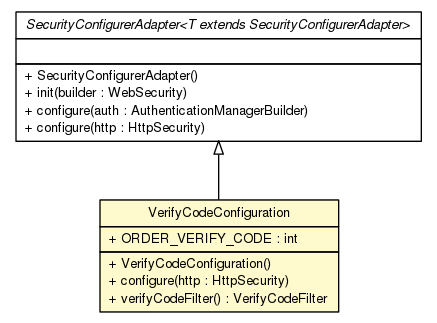 SecurityConfigurerAdapter<T extends SecurityConfigurerAdapter>
+ SecurityConfigurerAdapter()
+ init(builder : WebSecurity)
+ configure(auth : AuthenticationManagerBuilder)
+ configure(http : HttpSecurity)
VerifyCodeConfiguration
+ ORDER_VERIFY_CODE : int
+ VerifyCodeConfiguration()
+ configure(http : HttpSecurity)
+ verifyCodeFilter() : VerifyCodeFilter